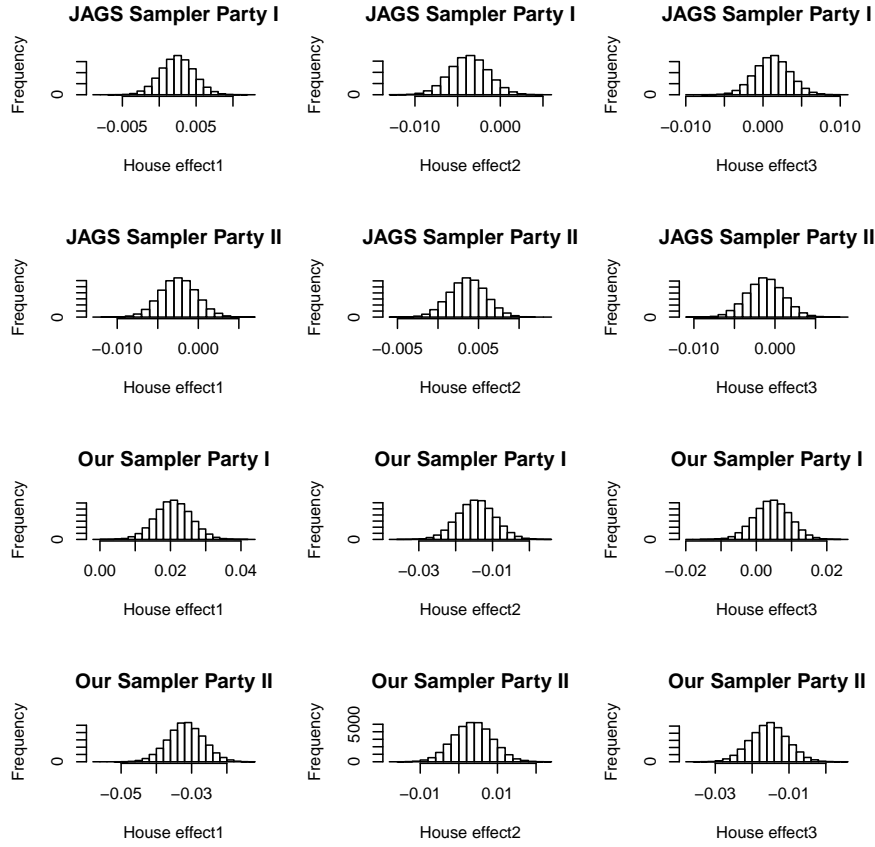 JAGS Sampler Party I
Frequency
0
−0.005 0.005
House effect1
JAGS Sampler Party I
Frequency
0
−0.010 0.000
House effect2
JAGS Sampler Party I
Frequency
0
−0.010 0.000 0.010
House effect3
JAGS Sampler Party II
Frequency
0
−0.010 0.000
House effect1
JAGS Sampler Party II
Frequency
0
−0.005 0.005
House effect2
JAGS Sampler Party II
Frequency
0
−0.010 0.000
House effect3
Our Sampler Party I
Frequency
0
0.00 0.02 0.04
House effect1
Our Sampler Party I
Frequency
0
−0.03 −0.01
House effect2
Our Sampler Party I
Frequency
0
−0.02 0.00 0.02
House effect3
Our Sampler Party II
Frequency
0
−0.05 −0.03
House effect1
Our Sampler Party II
Frequency
0 5000
−0.01 0.01
House effect2
Our Sampler Party II
Frequency
0
−0.03 −0.01
House effect3